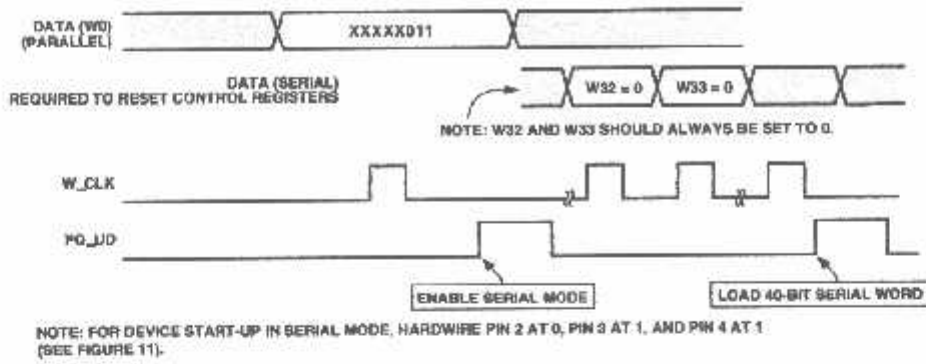 DATA (W0)
(PARALLEL)
XXXXX011
DATA (SERIAL)
REQUIRED TO RESET CONTROL REGISTERS
W32 = 0
W33 = 0
NOTE: W32 AND W33 SHOULD ALWAYS BE SET TO 0.
W_CLK
FQ_UD
ENABLE SERIAL MODE
LOAD 40-BIT SERIAL WORD
NOTE: FOR DEVICE START-UP IN SERIAL MODE, HARDWIRE PIN 2 AT 0, PIN 3 AT 1, AND PIN 4 AT 1
(SEE FIGURE 11).